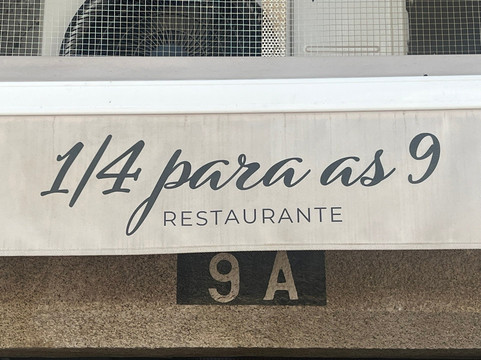 1/4 para as 9
RESTAURANTE
9 A